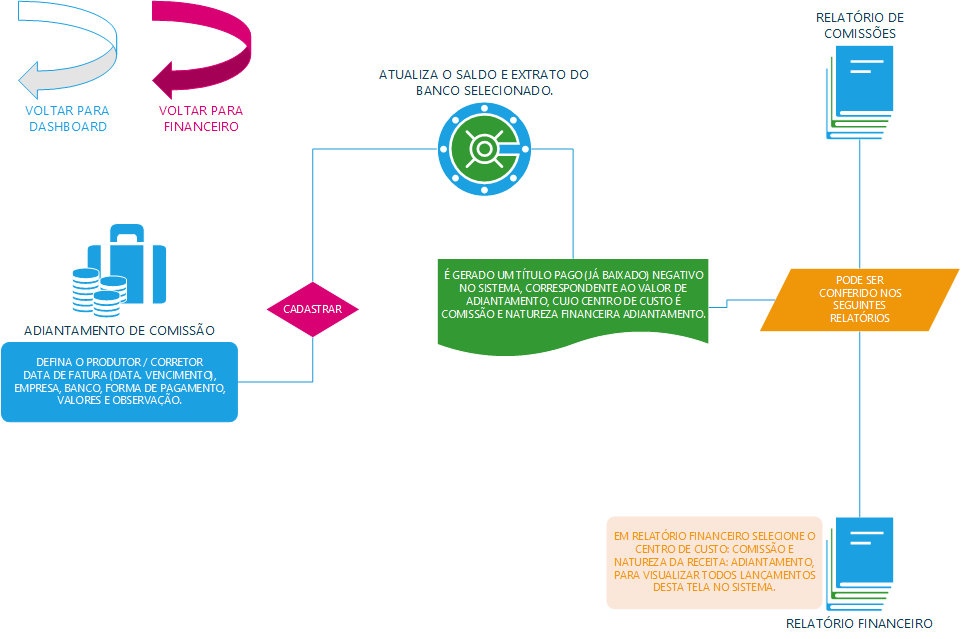 VOLTAR PARA
DASHBOARD
VOLTAR PARA
FINANCEIRO
ATUALIZA O SALDO E EXTRATO DO
BANCO SELECIONADO.
RELATÓRIO DE
COMISSÕES
ADIANTAMENTO DE COMISSÃO
DEFINA O PRODUTOR / CORRETOR
DATA DE FATURA (DATA. VENCIMENTO),
EMPRESA, BANCO, FORMA DE PAGAMENTO,
VALORES E OBSERVAÇÃO.
CADASTRAR
É GERADO UM TÍTULO PAGO (JÁ BAIXADO) NEGATIVO
NO SISTEMA, CORRESPONDENTE AO VALOR DE
ADIANTAMENTO, CUJO CENTRO DE CUSTO É
COMISSÃO E NATUREZA FINANCEIRA ADIANTAMENTO.
PODE SER
CONFERIDO NOS
SEGUINTES
RELATÓRIOS
EM RELATÓRIO FINANCEIRO SELECIONE O
CENTRO DE CUSTO: COMISSÃO E
NATUREZA DA RECEITA: ADIANTAMENTO,
PARA VISUALIZAR TODOS LANCAMENTOS
DESTA TELA NO SISTEMA.
RELATÓRIO FINANCEIRO